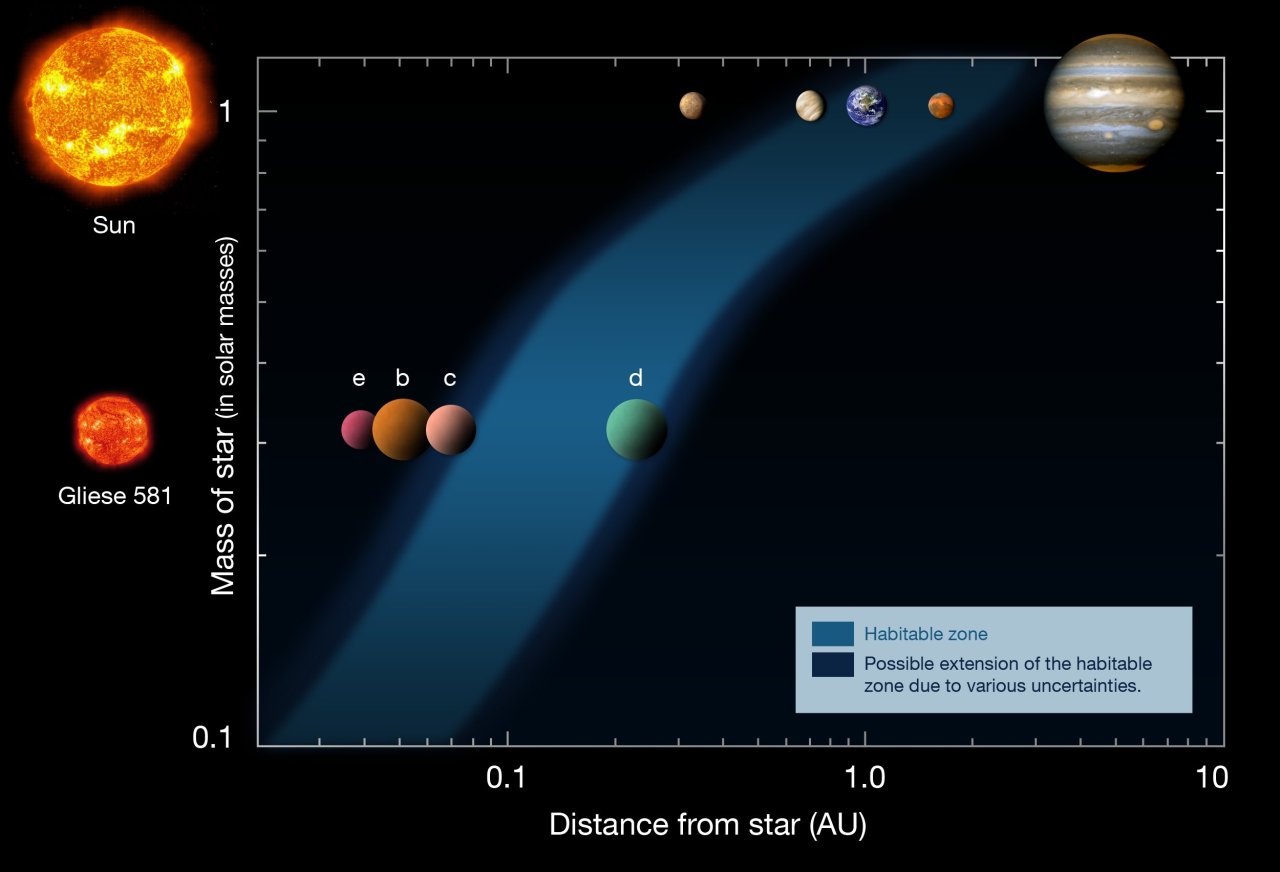 1
Sun
Mass of star (in solar masses)
e b c d
Gliese 581
Habitable zone
Possible extension of the habitable
zone due to various uncertainties.
0.1
0.1 1.0 10
Distance from star (AU)